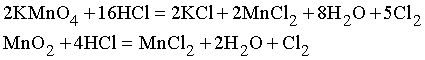 2KMnO₄+16HCl = 2KCl+2MnCl₂+8H₂O+5Cl₂
MnO₂+4HCl = MnCl₂+2H₂O+Cl₂